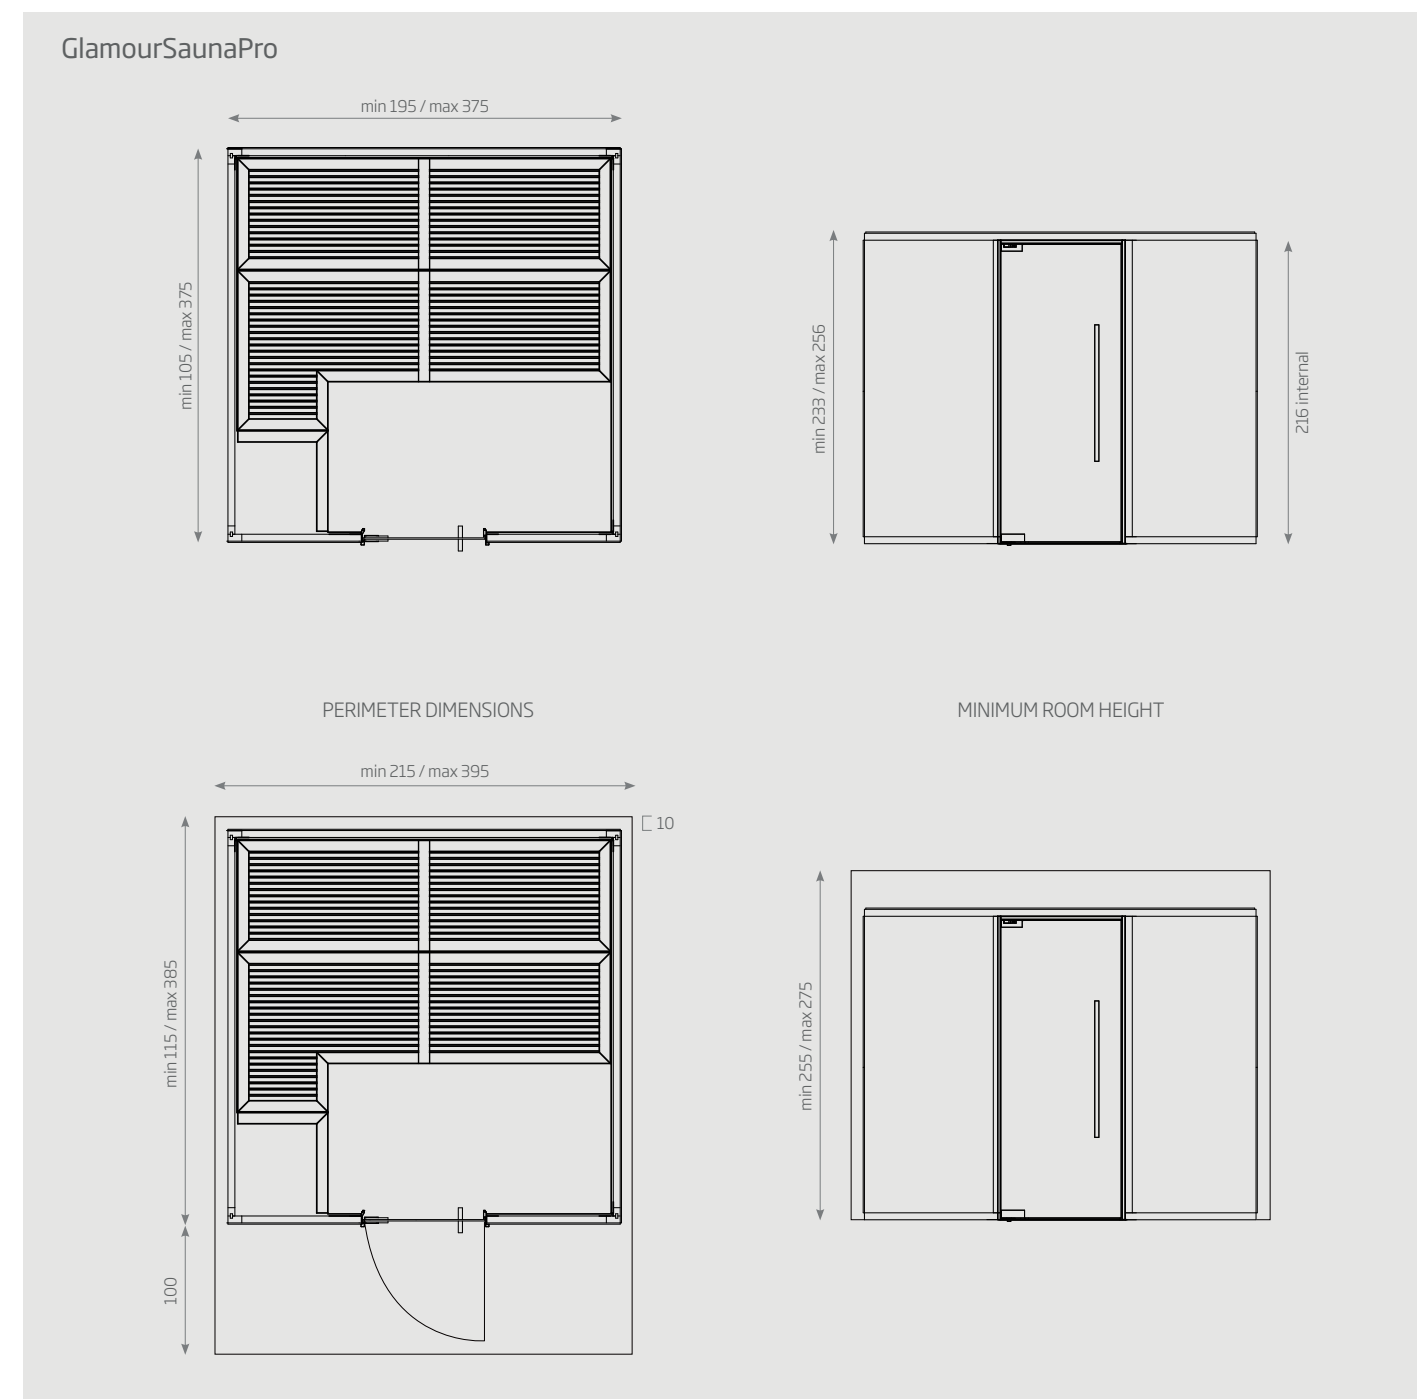 GlamourSaunaPro
min 195 / max 375
min 105 / max 375
min 233 / max 256
216 internal
PERIMETER DIMENSIONS
MINIMUM ROOM HEIGHT
min 215 / max 395
10
min 115 / max 385
min 255 / max 275
100